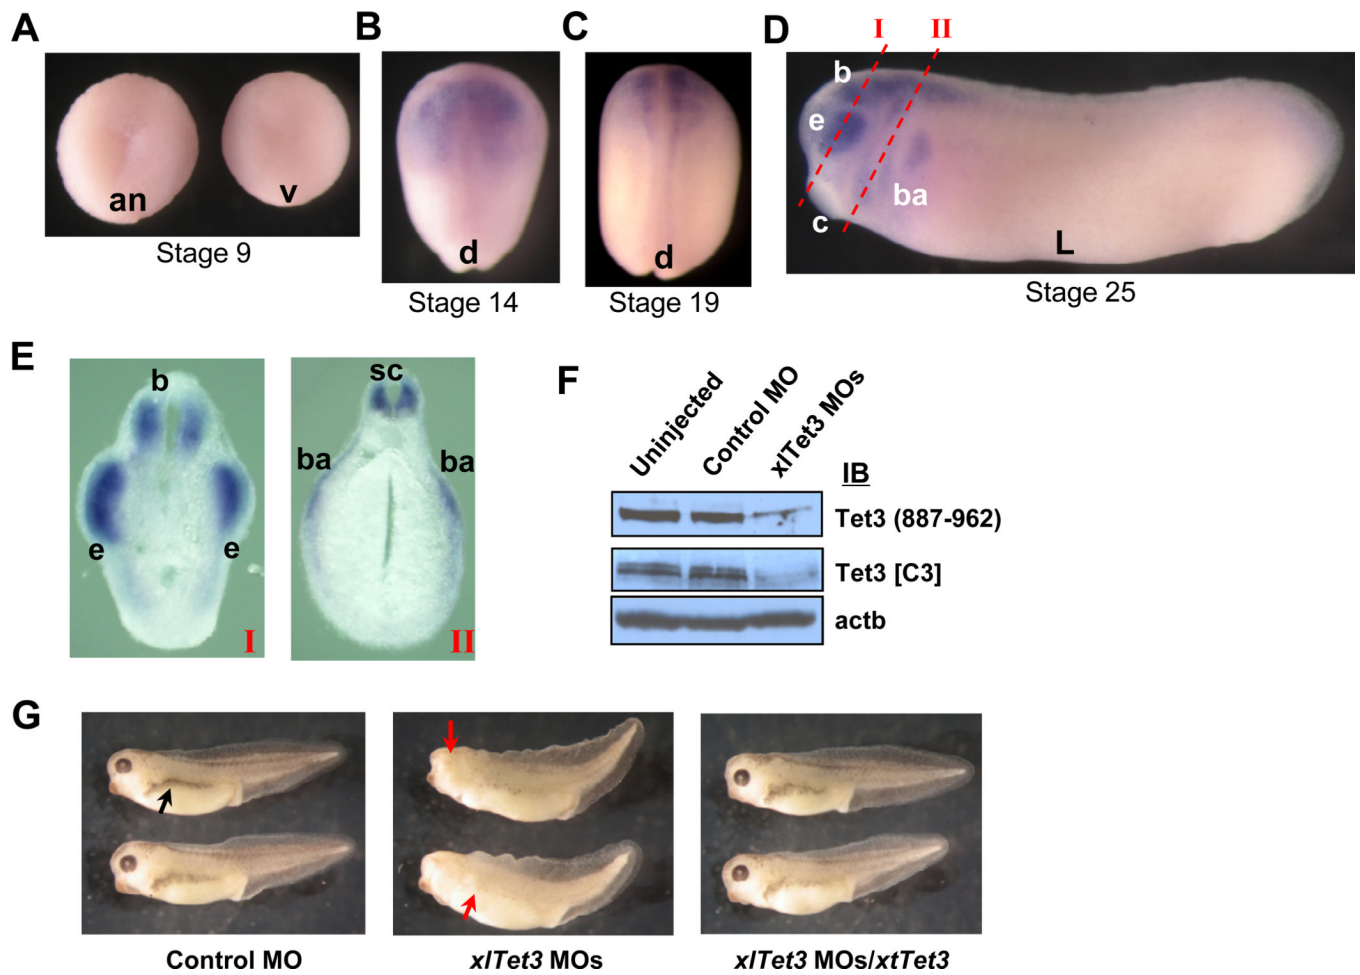 A
an
v
Stage 9
B
d
Stage 14
C
d
Stage 19
D
I
II
b
e
c
ba
L
Stage 25
E
b
e
e
I
sc
ba
ba
II
F
Uninjected
Control MO
xlTet3 MOs
IB
Tet3 (887-962)
Tet3 [C3]
actb
G
Control MO
xlTet3 MOs
xlTet3 MOs/xtTet3